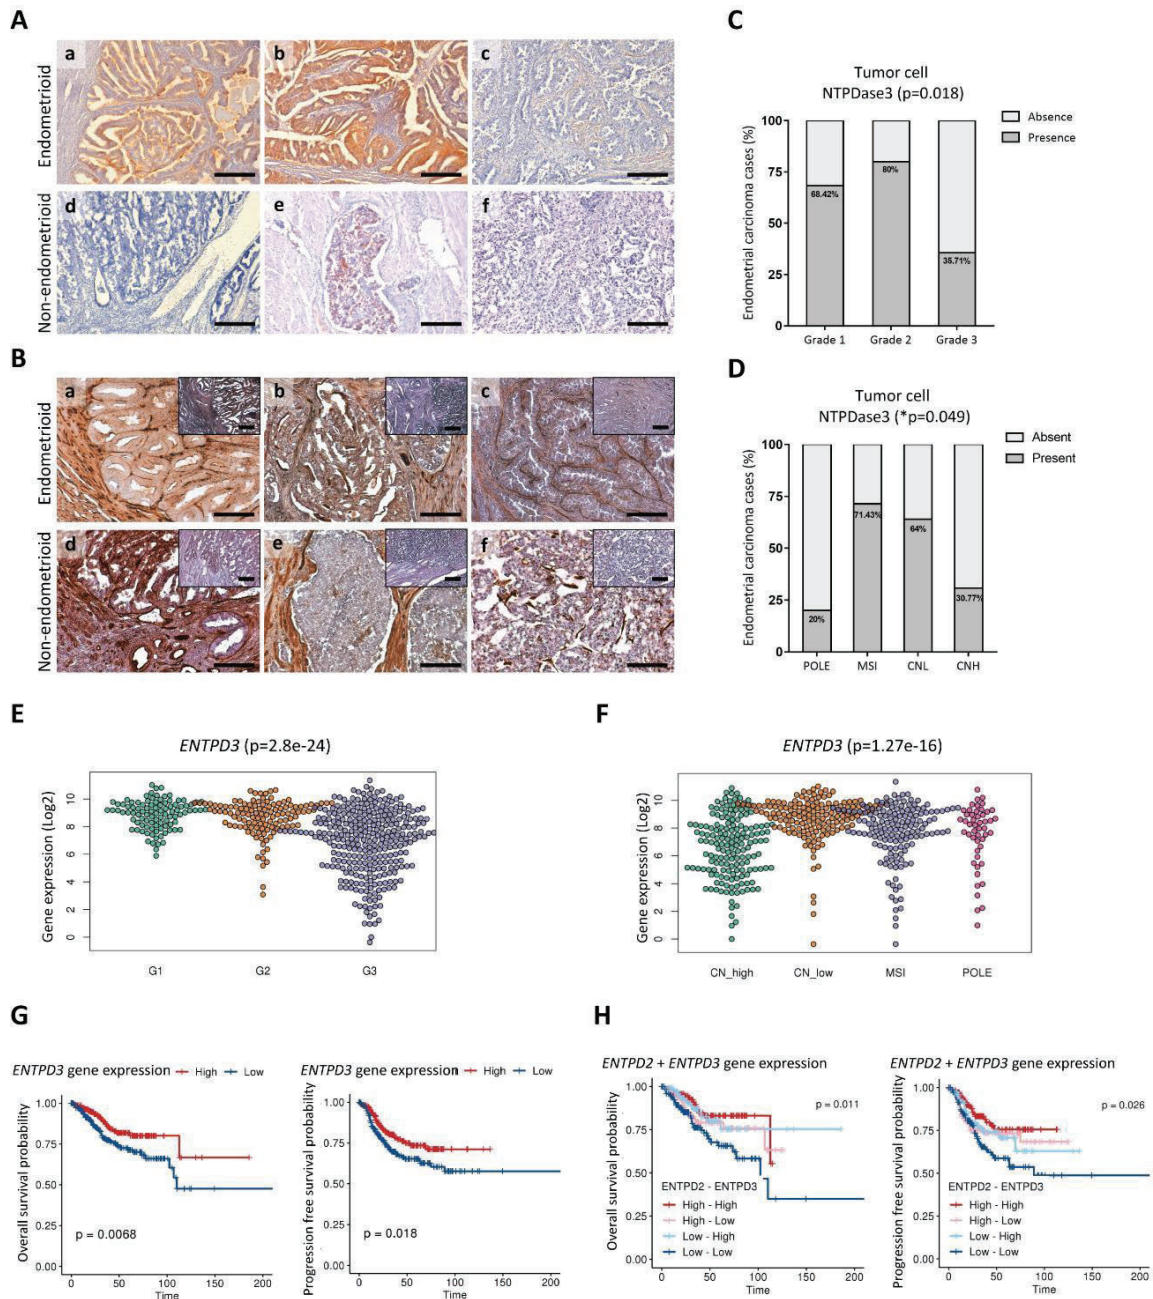 A
a
b
c
Endometrioid
d
e
f
Non-endometrioid
B
a
b
c
Endometrioid
d
e
f
Non-endometrioid
C
Tumor cell
NTPDase3 (p=0.018)
Absence
Presence
Endometrial carcinoma cases (%)
100
75
50
25
0
68.42%
80%
35.71%
Grade 1
Grade 2
Grade 3
D
Tumor cell
NTPDase3 (*p=0.049)
Absent
Present
Endometrial carcinoma cases (%)
100
75
50
25
0
20%
71.43%
64%
30.77%
POLE
MSI
CNL
CNH
E
ENTPD3 (p=2.8e-24)
Gene expression (Log2)
10
8
6
4
2
0
G1
G2
G3
F
ENTPD3 (p=1.27e-16)
Gene expression (Log2)
10
8
6
4
2
0
CN_high
CN_low
MSI
POLE
G
ENTPD3 gene expression High Low
Overall survival probability
1.00
0.75
0.50
0.25
0.00
p = 0.0068
0 50 100 150 200
Time
ENTPD3 gene expression High Low
Progression free survival probability
1.00
0.75
0.50
0.25
0.00
p = 0.018
0 50 100 150 200
Time
H
ENTPD2 + ENTPD3 gene expression
Overall survival probability
1.00
0.75
0.50
0.25
0.00
p = 0.011
ENTPD2 - ENTPD3
High - High
High - Low
Low - High
Low - Low
0 50 100 150 200
Time
ENTPD2 + ENTPD3 gene expression
Progression free survival probability
1.00
0.75
0.50
0.25
0.00
p = 0.026
ENTPD2 - ENTPD3
High - High
High - Low
Low - High
Low - Low
0 50 100 150 200
Time